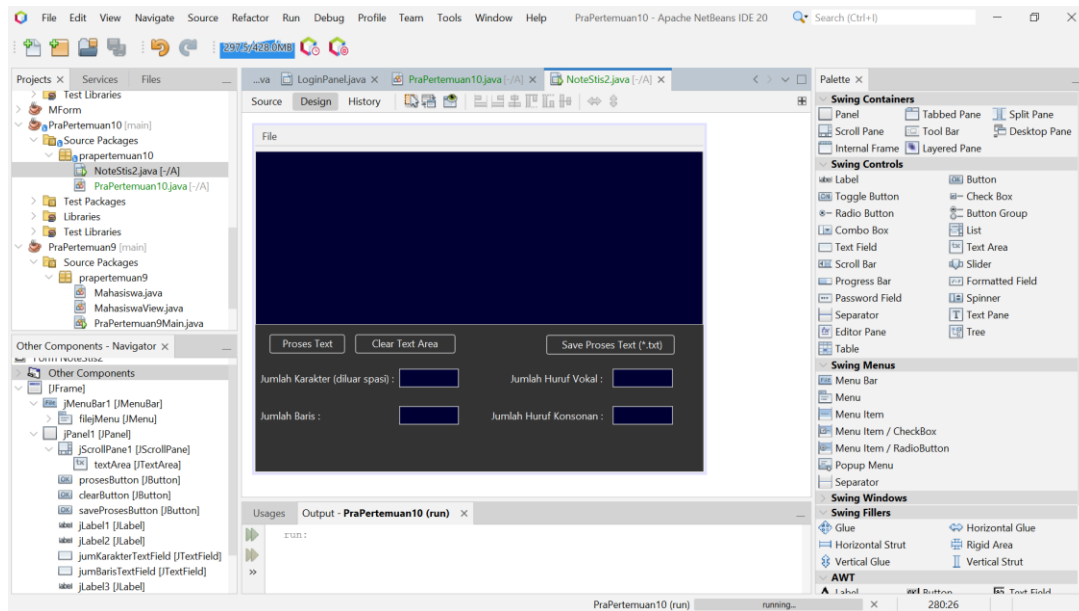 File Edit View Navigate Source Refactor Run Debug Profile Team Tools Window Help PraPertemuan10 - Apache NetBeans IDE 20 Search (Ctrl+I)
297.5/428.0MB
Projects Services Files
Test Libraries
MForm
PraPertemuan10 [main]
Source Packages
prapertemuan10
NoteStis2.java [-/A]
PraPertemuan10.java [-/A]
Test Packages
Libraries
Test Libraries
PraPertemuan9 [main]
Source Packages
prapertemuan9
Mahasiswa.java
MahasiswaView.java
PraPertemuan9Main.java
Other Components - Navigator
Form NoteStis2
Other Components
[JFrame]
jMenuBar1 [JMenuBar]
filejMenu [JMenu]
jPanel1 [JPanel]
jScrollPane1 [JScrollPane]
textArea [JTextArea]
prosesButton [JButton]
clearButton [JButton]
saveProsesButton [JButton]
jLabel1 [JLabel]
jLabel2 [JLabel]
jumKarakterTextField [JTextField]
jumBarisTextField [JTextField]
jLabel3 [JLabel]
...va LoginPanel.java PraPertemuan10.java [-/A] NoteStis2.java [-/A]
Source Design History
File
Proses Text Clear Text Area Save Proses Text (*.txt)
Jumlah Karakter (diluar spasi) : Jumlah Huruf Vokal :
Jumlah Baris : Jumlah Huruf Konsonan :
Usages Output - PraPertemuan10 (run)
run:
Palette
Swing Containers
Panel Tabbed Pane Split Pane
Scroll Pane Tool Bar Desktop Pane
Internal Frame Layered Pane
Swing Controls
Label Button
Toggle Button Check Box
Radio Button Button Group
Combo Box List
Text Field Text Area
Scroll Bar Slider
Progress Bar Formatted Field
Password Field Spinner
Separator Text Pane
Editor Pane Tree
Table
Swing Menus
Menu Bar
Menu
Menu Item
Menu Item / CheckBox
Menu Item / RadioButton
Popup Menu
Separator
Swing Windows
Swing Fillers
Glue Horizontal Glue
Horizontal Strut Rigid Area
Vertical Glue Vertical Strut
AWT
Label Button Text Field
PraPertemuan10 (run) running... 280:26